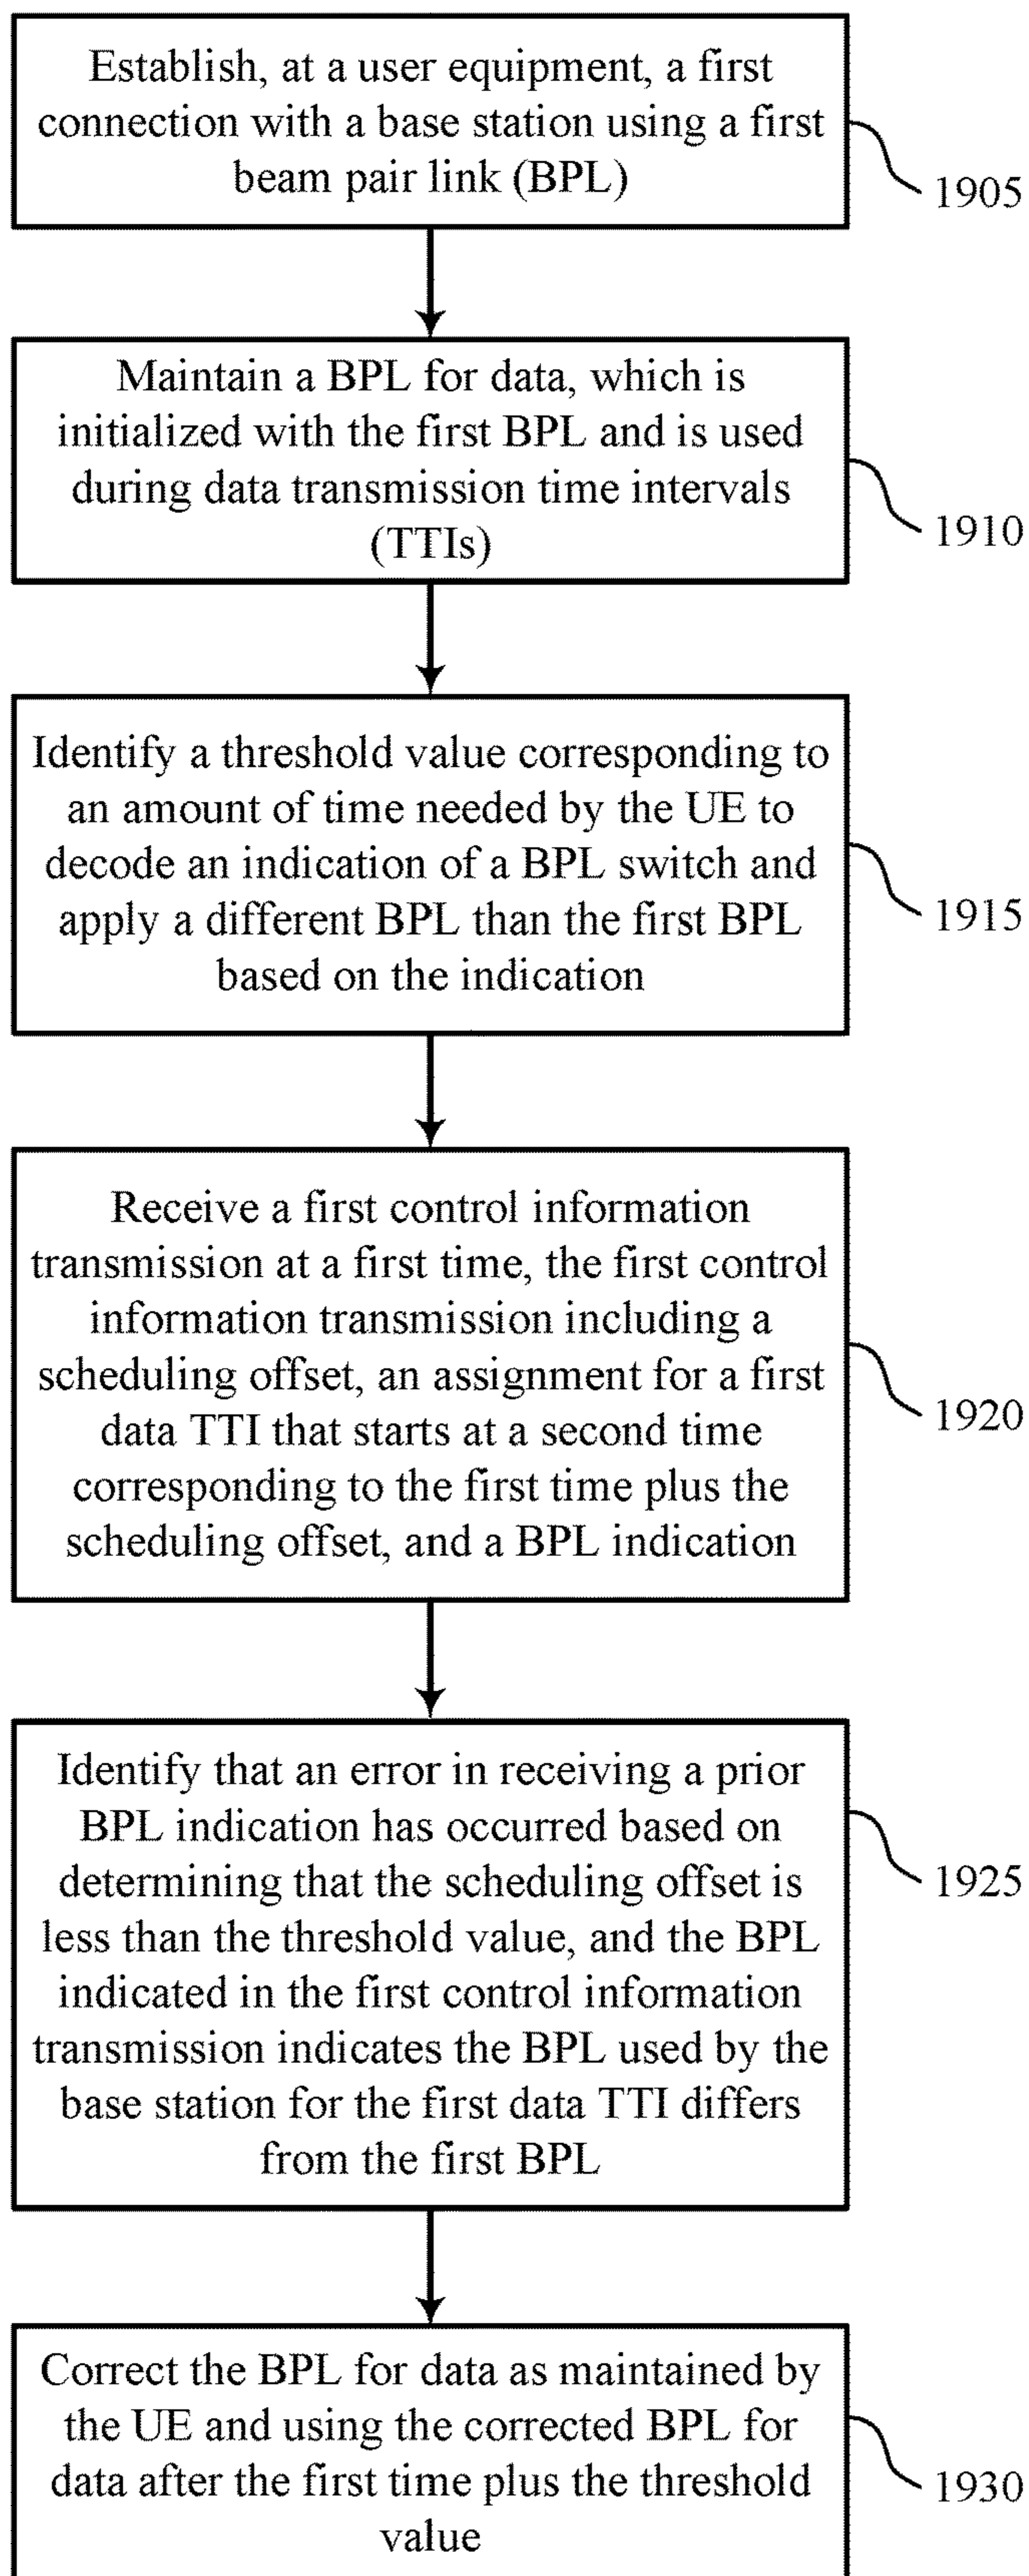 Establish, at a user equipment, a first
connection with a base station using a first
beam pair link (BPL)
1905
Maintain a BPL for data, which is
initialized with the first BPL and is used
during data transmission time intervals
(TTIs)
1910
Identify a threshold value corresponding to
an amount of time needed by the UE to
decode an indication of a BPL switch and
apply a different BPL than the first BPL
based on the indication
1915
Receive a first control information
transmission at a first time, the first control
information transmission including a
scheduling offset, an assignment for a first
data TTI that starts at a second time
corresponding to the first time plus the
scheduling offset, and a BPL indication
1920
Identify that an error in receiving a prior
BPL indication has occurred based on
determining that the scheduling offset is
less than the threshold value, and the BPL
indicated in the first control information
transmission indicates the BPL used by the
base station for the first data TTI differs
from the first BPL
1925
Correct the BPL for data as maintained by
the UE and using the corrected BPL for
data after the first time plus the threshold
value
1930